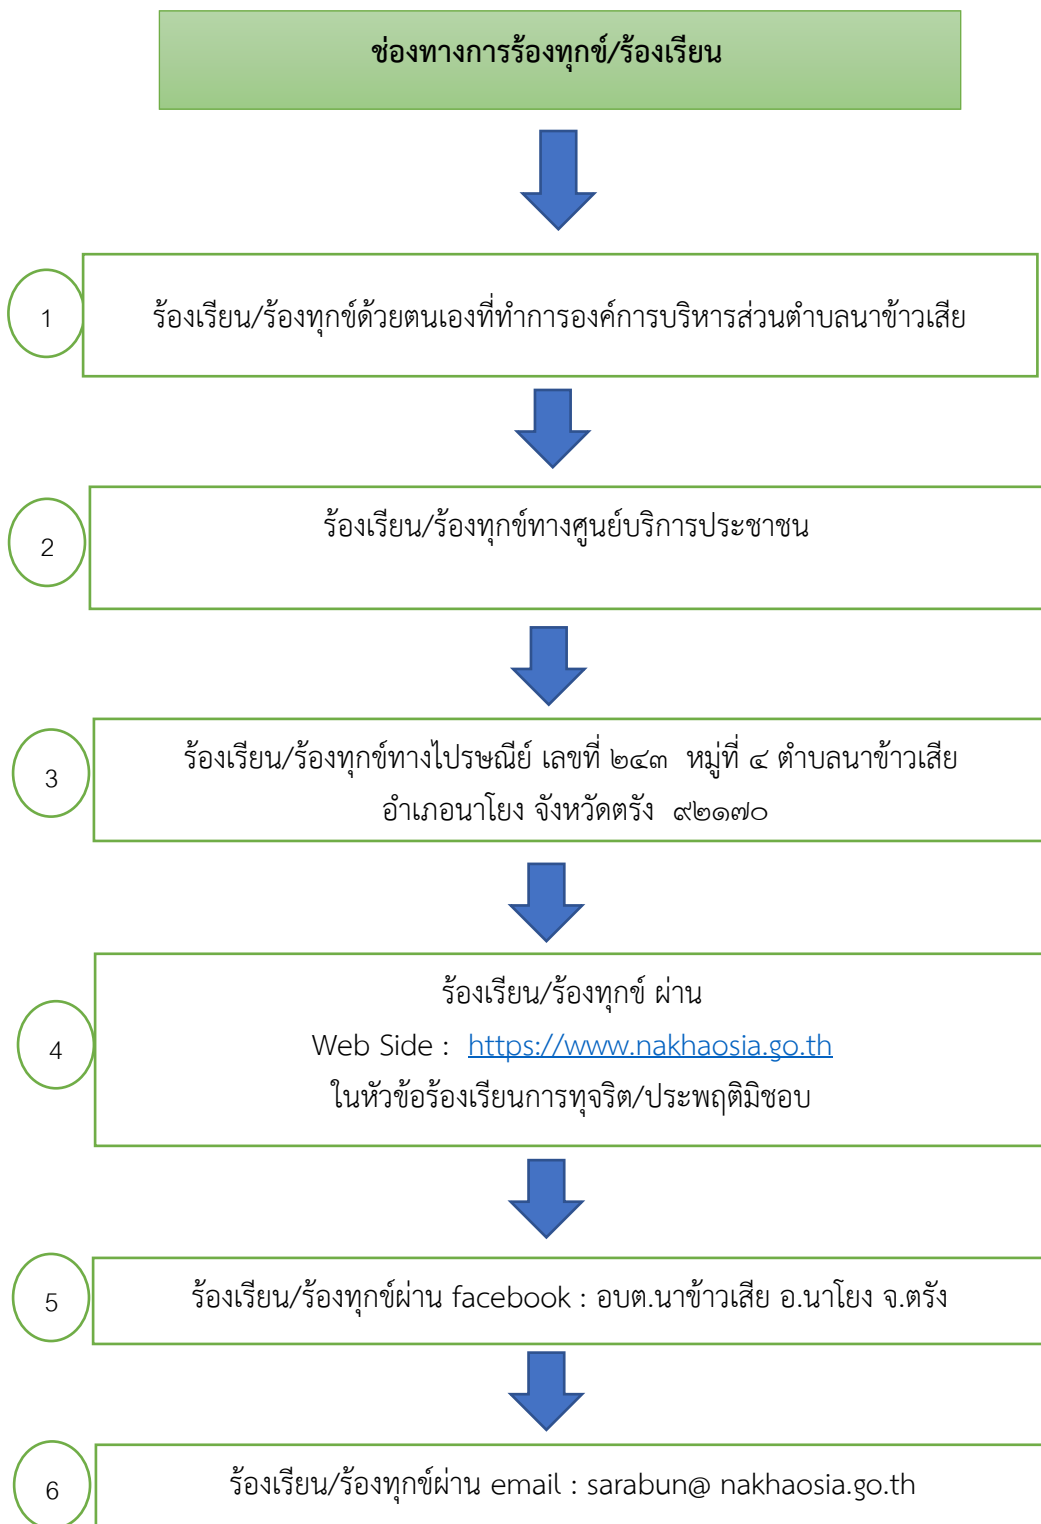 ช่องทางการร้องทุกข์/ร้องเรียน
1
ร้องเรียน/ร้องทุกข์ด้วยตนเองที่ทำการองค์การบริหารส่วนตำบลนาข้าวเสีย
2
ร้องเรียน/ร้องทุกข์ทางศูนย์บริการประชาชน
3
ร้องเรียน/ร้องทุกข์ทางไปรษณีย์ เลขที่ ๒๔๓ หมู่ที่ ๔ ตำบลนาข้าวเสีย
อำเภอนาโยง จังหวัดตรัง ๙๒๑๗๐
4
ร้องเรียน/ร้องทุกข์ ผ่าน
Web Side : https://www.nakhaosia.go.th
ในหัวข้อร้องเรียนการทุจริต/ประพฤติมิชอบ
5
ร้องเรียน/ร้องทุกข์ผ่าน facebook : อบต.นาข้าวเสีย อ.นาโยง จ.ตรัง
6
ร้องเรียน/ร้องทุกข์ผ่าน email : sarabun@ nakhaosia.go.th